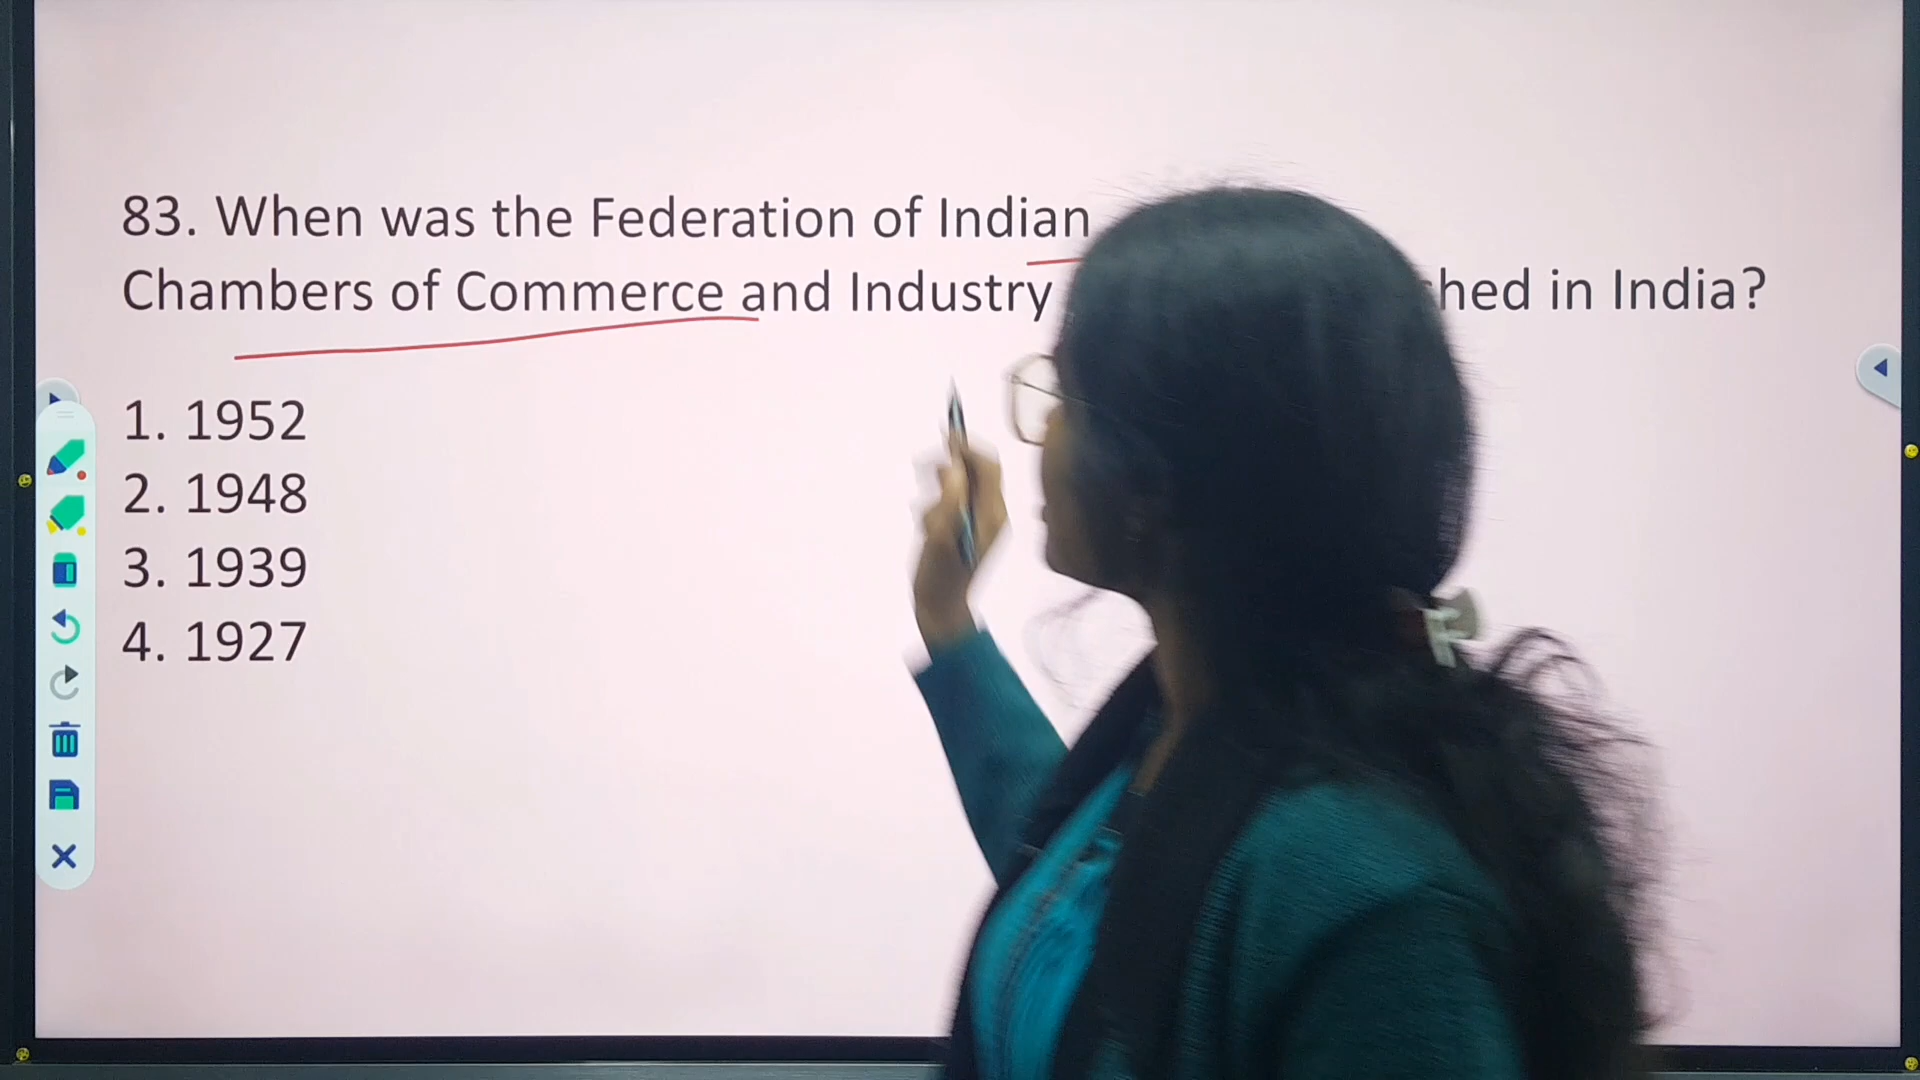 83. When was the Federation of Indian
Chambers of Commerce and Industry hed in India?
1. 1952
2. 1948
3. 1939
4. 1927